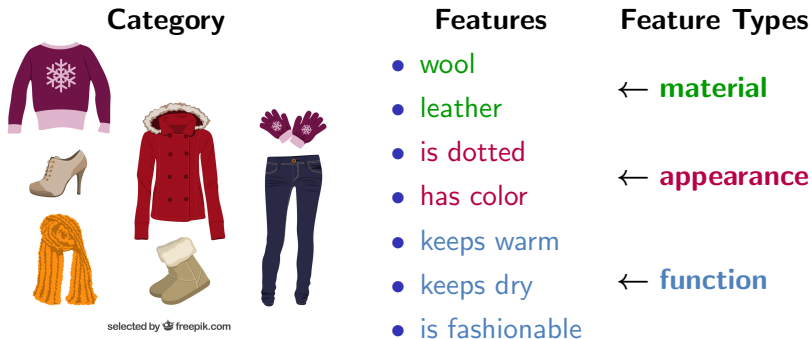 Category
Features
Feature Types
• wool
• leather
← material
• is dotted
← appearance
• has color
• keeps warm
• keeps dry
← function
• is fashionable
selected by freepik.com